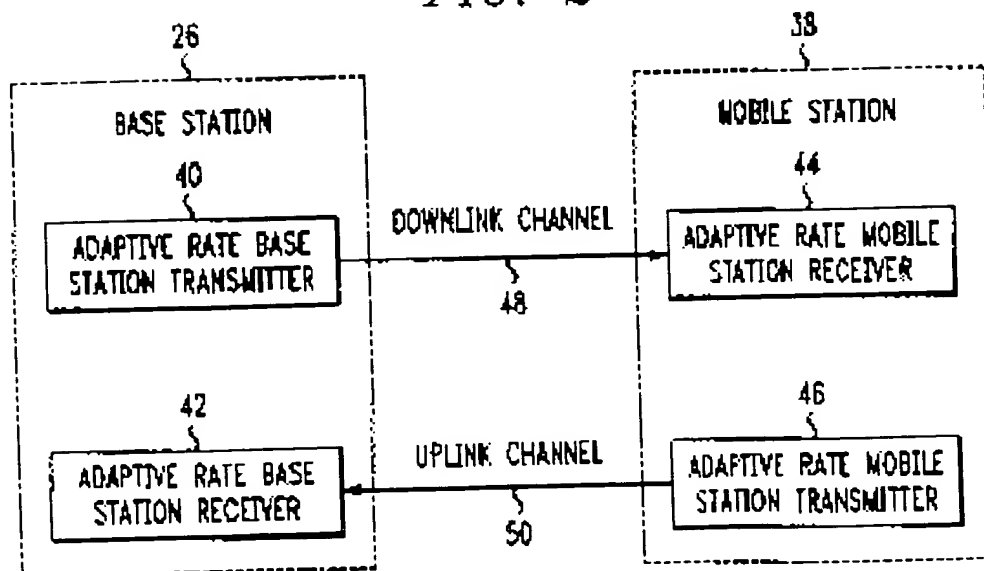 26
38
BASE STATION
MOBILE STATION
40
44
ADAPTIVE RATE BASE
STATION TRANSMITTER
DOWNLINK CHANNEL
48
ADAPTIVE RATE MOBILE
STATION RECEIVER
42
46
ADAPTIVE RATE BASE
STATION RECEIVER
UPLINK CHANNEL
50
ADAPTIVE RATE MOBILE
STATION TRANSMITTER